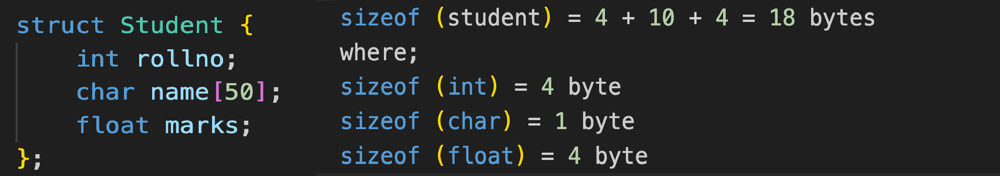 struct Student {
    int rollno;
    char name[50];
    float marks;
};
sizeof (student) = 4 + 10 + 4 = 18 bytes
where;
sizeof (int) = 4 byte
sizeof (char) = 1 byte
sizeof (float) = 4 byte